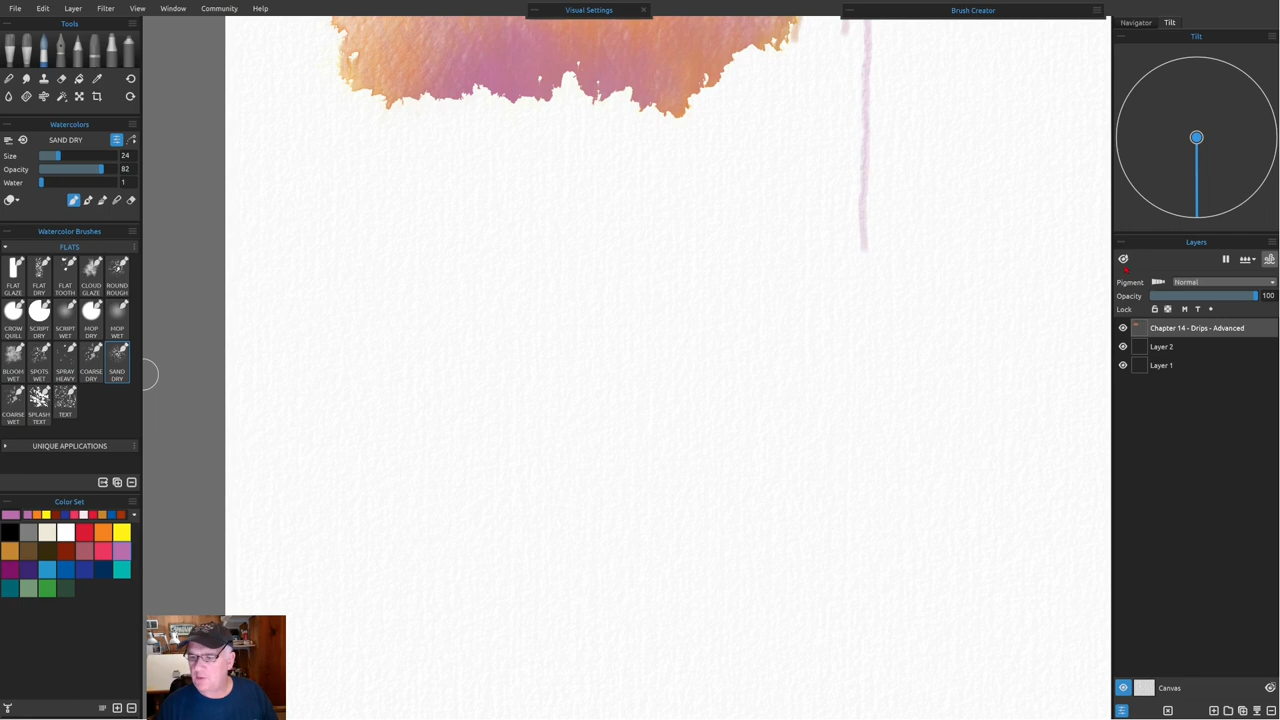 File Edit View Window Community Help
Layer Filter
Visual Settings
Brush Creator
Navigator Tilt
Tools
Tilt
Watercolors
SAND DRY
Size 24
Opacity 82
Water 1
Watercolor Brushes
FLATS
FLAT GLAZE
FLAT DRY
FLAT TOOTH
CLOUD GLAZE
ROUND ROUGH
CROW QUILL
SCRIPT DRY
SCRIPT WET
MOP DRY
MOP WET
BLOOM WET
SPOTS WET
SPRAY HEAVY
COARSE DRY
SAND DRY
COARSE WET
SPLASH TEXT
TEXT
UNIQUE APPLICATIONS
Color Set
Layers
Pigment Normal
Opacity 100
Lock M T
Chapter 14 - Drips - Advanced
Layer 2
Layer 1
Canvas